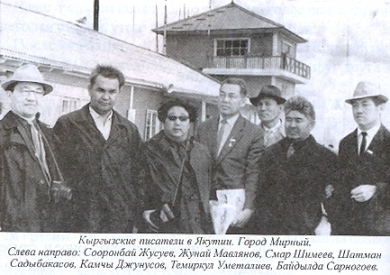 Кыргызские писатели в Якутии. Город Мирный.
Слева направо: Сооронбай Жусуев, Жунай Мавлянов, Смар Шимеев, Шатман
Садыбакасов, Камчы Джунусов, Темиркул Уметалиев, Байдылда Сарногоев.